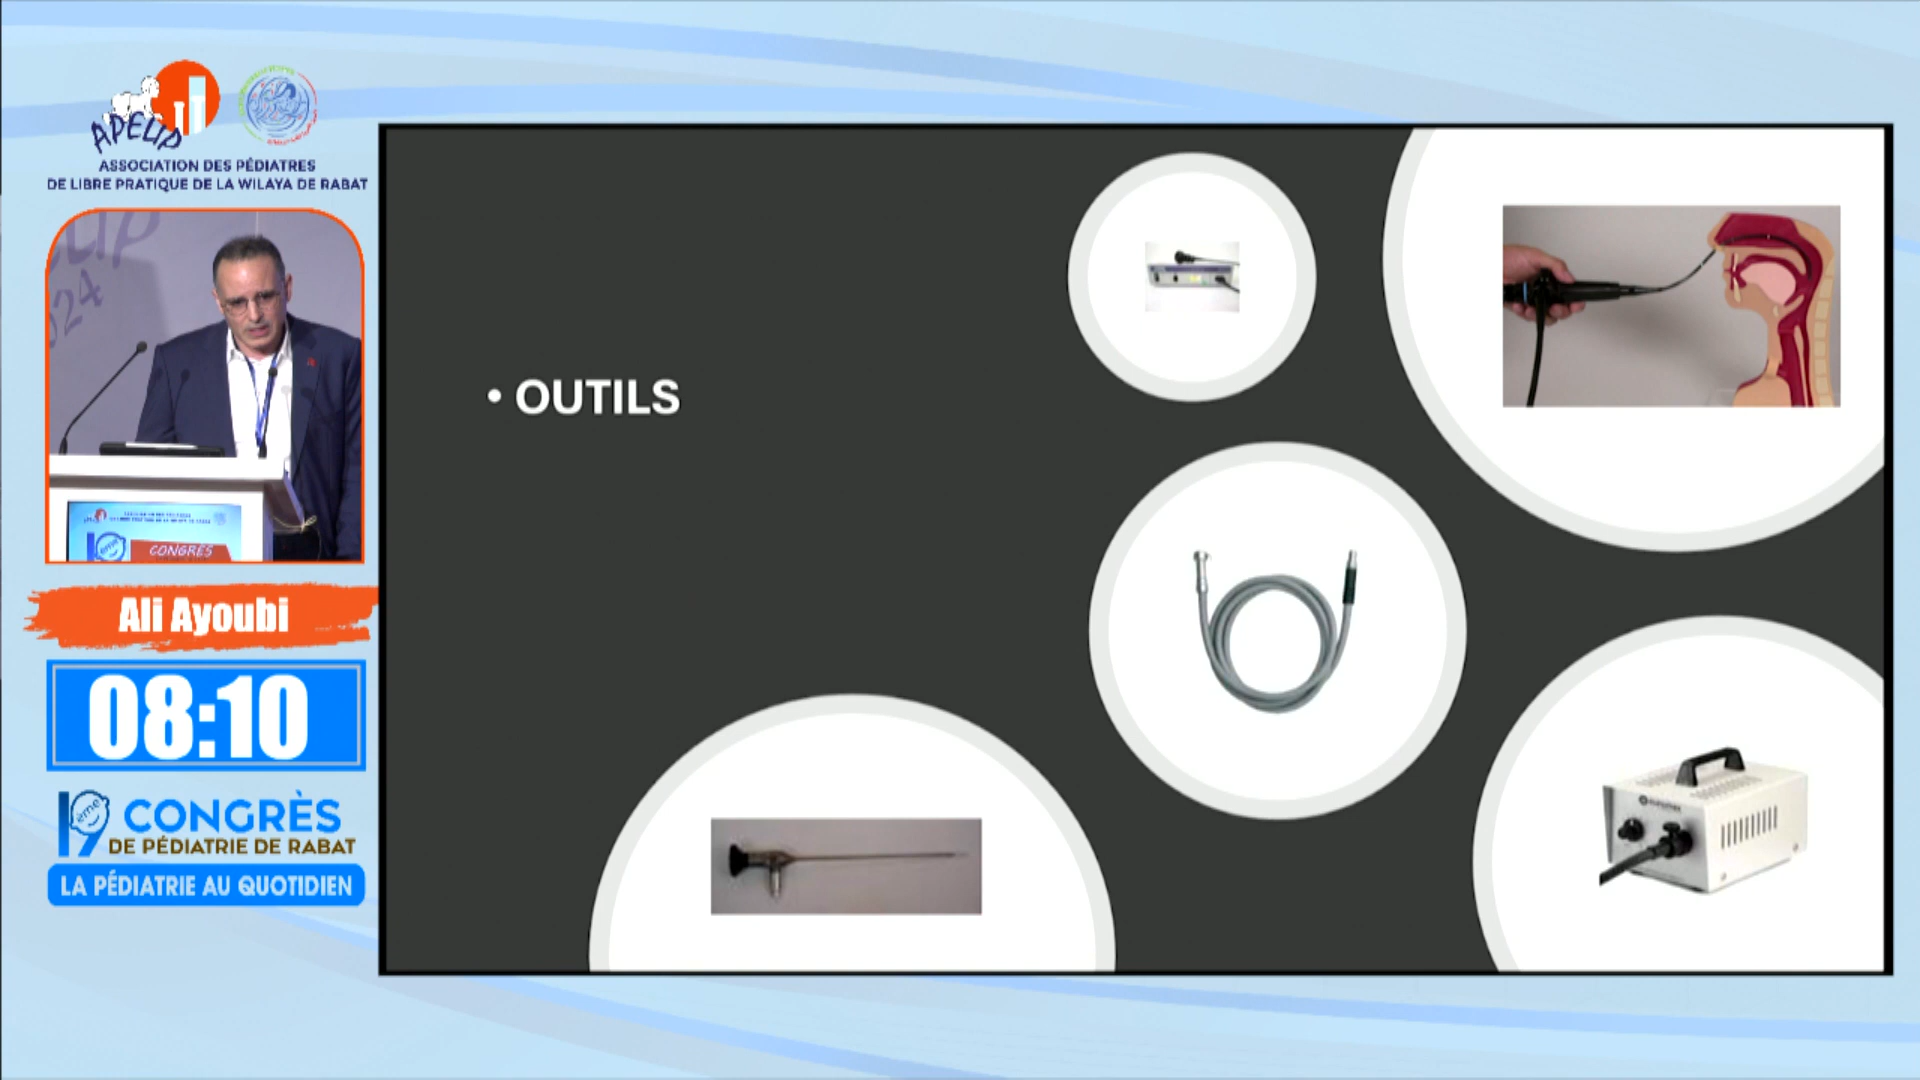 APELIP
ASSOCIATION DES PÉDIATRES
DE LIBRE PRATIQUE DE LA WILAYA DE RABAT
CONGRÈS
Ali Ayoubi
08:10
19ème CONGRÈS
DE PÉDIATRIE DE RABAT
LA PÉDIATRIE AU QUOTIDIEN
• OUTILS